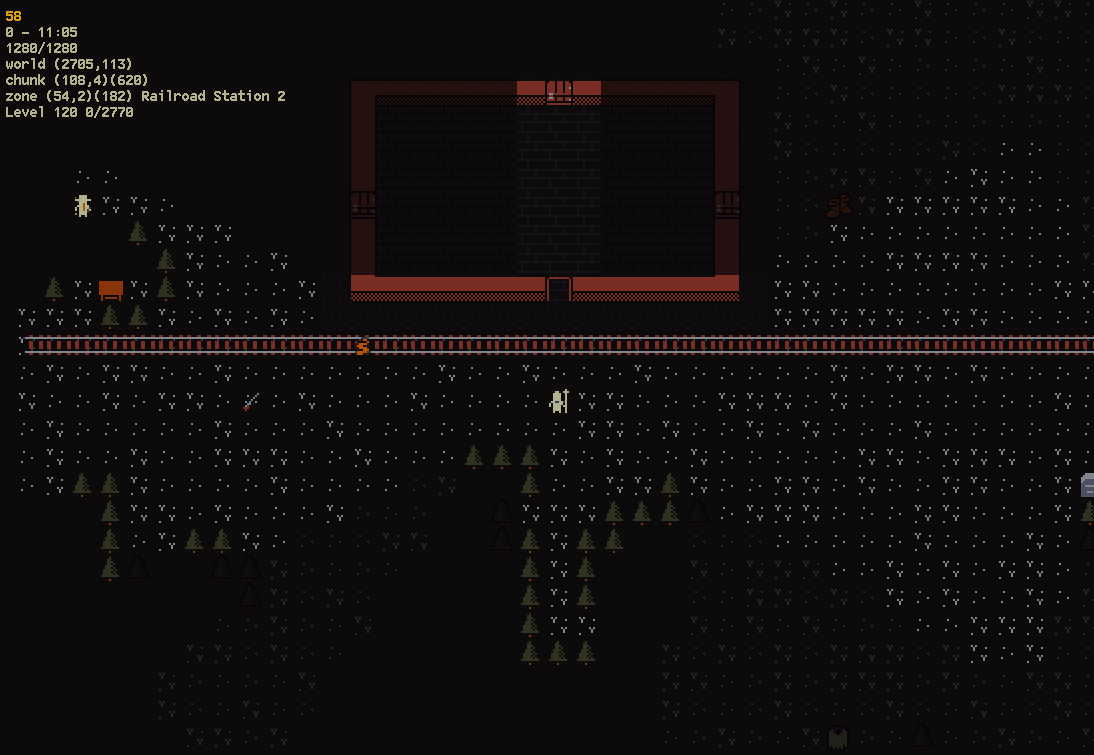 58
0 - 11:05
1280/1280
world (2705,113)
chunk (108,4)(620)
zone (54,2)(182) Railroad Station 2
Level 120 0/2770